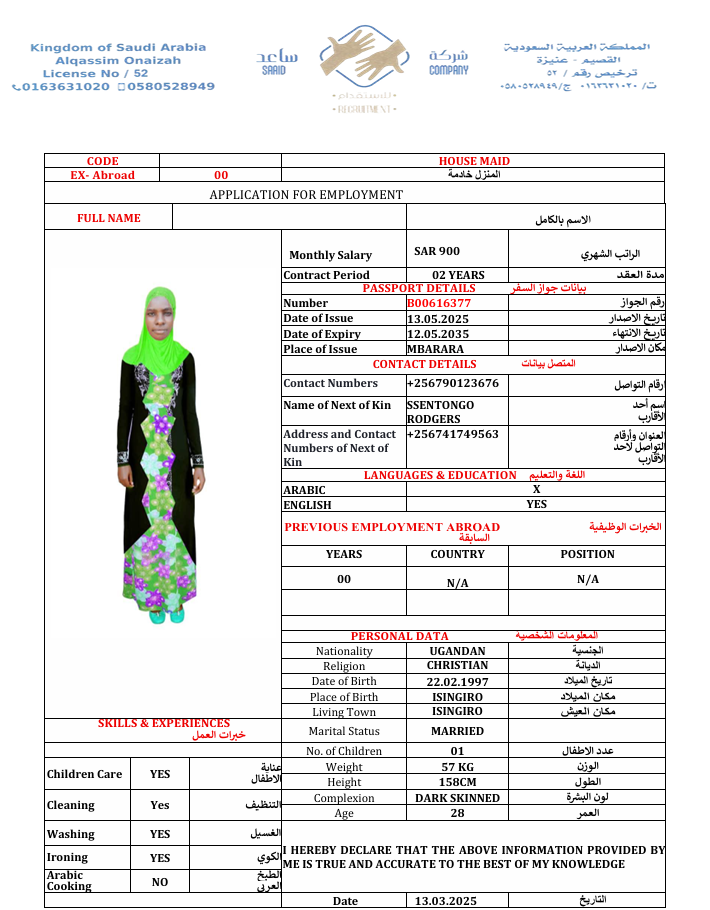 Kingdom of Saudi Arabia
Alqassim Onaizah
License No / 52
0163631020 0580528949
ساعد
SAAID
شركة
COMPANY
للاستقدام
RECRUITMENT
المملكة العربية السعودية
القصيم - عنيزة
ترخيص رقم / ٥٢
ت/ ٠١٦٣٦٣١٠٢٠ ج/٠٥٨٠٥٢٨٩٤٩
CODE HOUSE MAID
EX- Abroad 00 المنزل خادمة
APPLICATION FOR EMPLOYMENT
FULL NAME الاسم بالكامل
Monthly Salary SAR 900 الراتب الشهري
Contract Period 02 YEARS مدة العقد
PASSPORT DETAILS بيانات جواز السفر
Number B00616377 رقم الجواز
Date of Issue 13.05.2025 تاريخ الاصدار
Date of Expiry 12.05.2035 تاريخ الانتهاء
Place of Issue MBARARA مكان الاصدار
CONTACT DETAILS المتصل بيانات
Contact Numbers +256790123676 ارقام التواصل
Name of Next of Kin SSENTONGO RODGERS اسم أحد الأقارب
Address and Contact Numbers of Next of Kin +256741749563 العنوان وأرقام التواصل لاحد الأقارب
LANGUAGES & EDUCATION اللغة والتعليم
ARABIC X
ENGLISH YES
PREVIOUS EMPLOYMENT ABROAD الخبرات الوظيفية
السابقة
YEARS COUNTRY POSITION
00 N/A N/A
PERSONAL DATA المعلومات الشخصيه
Nationality UGANDAN الجنسية
Religion CHRISTIAN الديانة
Date of Birth 22.02.1997 تاريخ الميلاد
Place of Birth ISINGIRO مكان الميلاد
Living Town ISINGIRO مكان العيش
Marital Status MARRIED
No. of Children 01 عدد الاطفال
Weight 57 KG الوزن
Height 158CM الطول
Complexion DARK SKINNED لون البشرة
Age 28 العمر
SKILLS & EXPERIENCES
خبرات العمل
Children Care YES عناية الاطفال
Cleaning Yes التنظيف
Washing YES الغسيل
Ironing YES الكوي
Arabic Cooking NO الطبخ العربي
I HEREBY DECLARE THAT THE ABOVE INFORMATION PROVIDED BY
ME IS TRUE AND ACCURATE TO THE BEST OF MY KNOWLEDGE
Date 13.03.2025 التاريخ